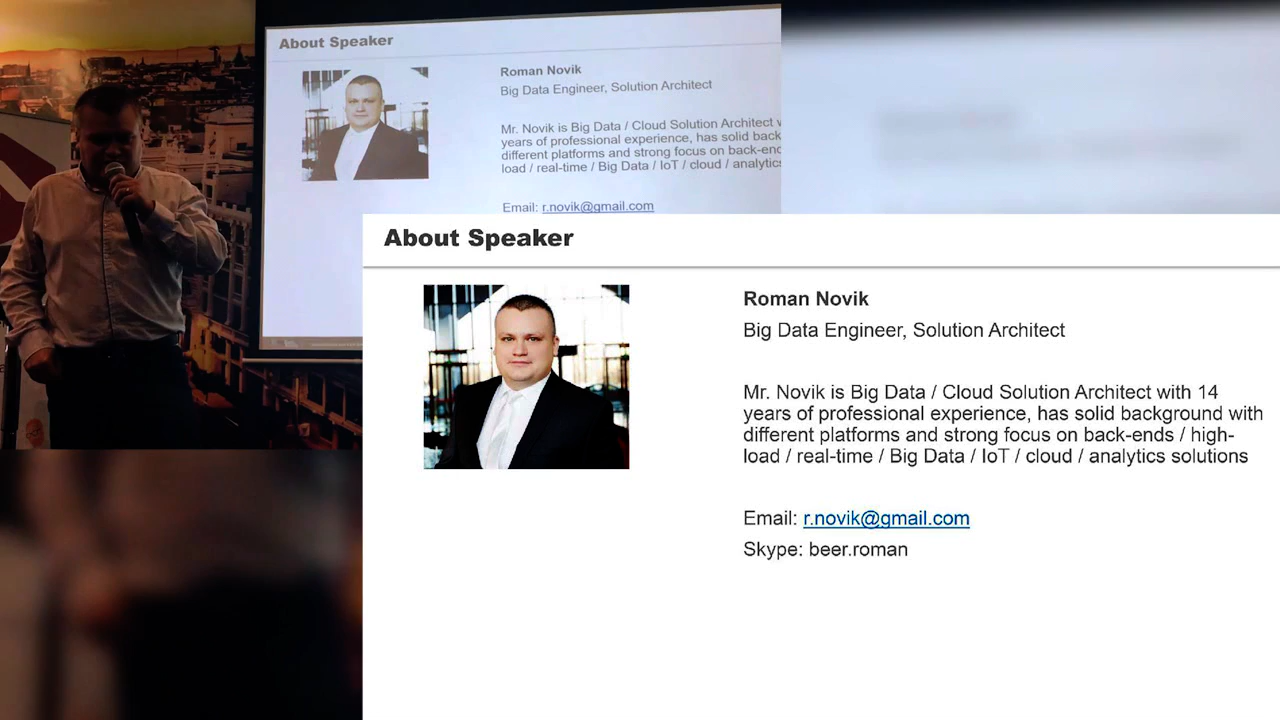 About Speaker
Roman Novik
Big Data Engineer, Solution Architect
Mr. Novik is Big Data / Cloud Solution Architect
years of professional experience, has solid back
different platforms and strong focus on back-end
load / real-time / Big Data / IoT / cloud / analytics
Email: r.novik@gmail.com
About Speaker
Roman Novik
Big Data Engineer, Solution Architect
Mr. Novik is Big Data / Cloud Solution Architect with 14
years of professional experience, has solid background with
different platforms and strong focus on back-ends / high-
load / real-time / Big Data / IoT / cloud / analytics solutions
Email: r.novik@gmail.com
Skype: beer.roman